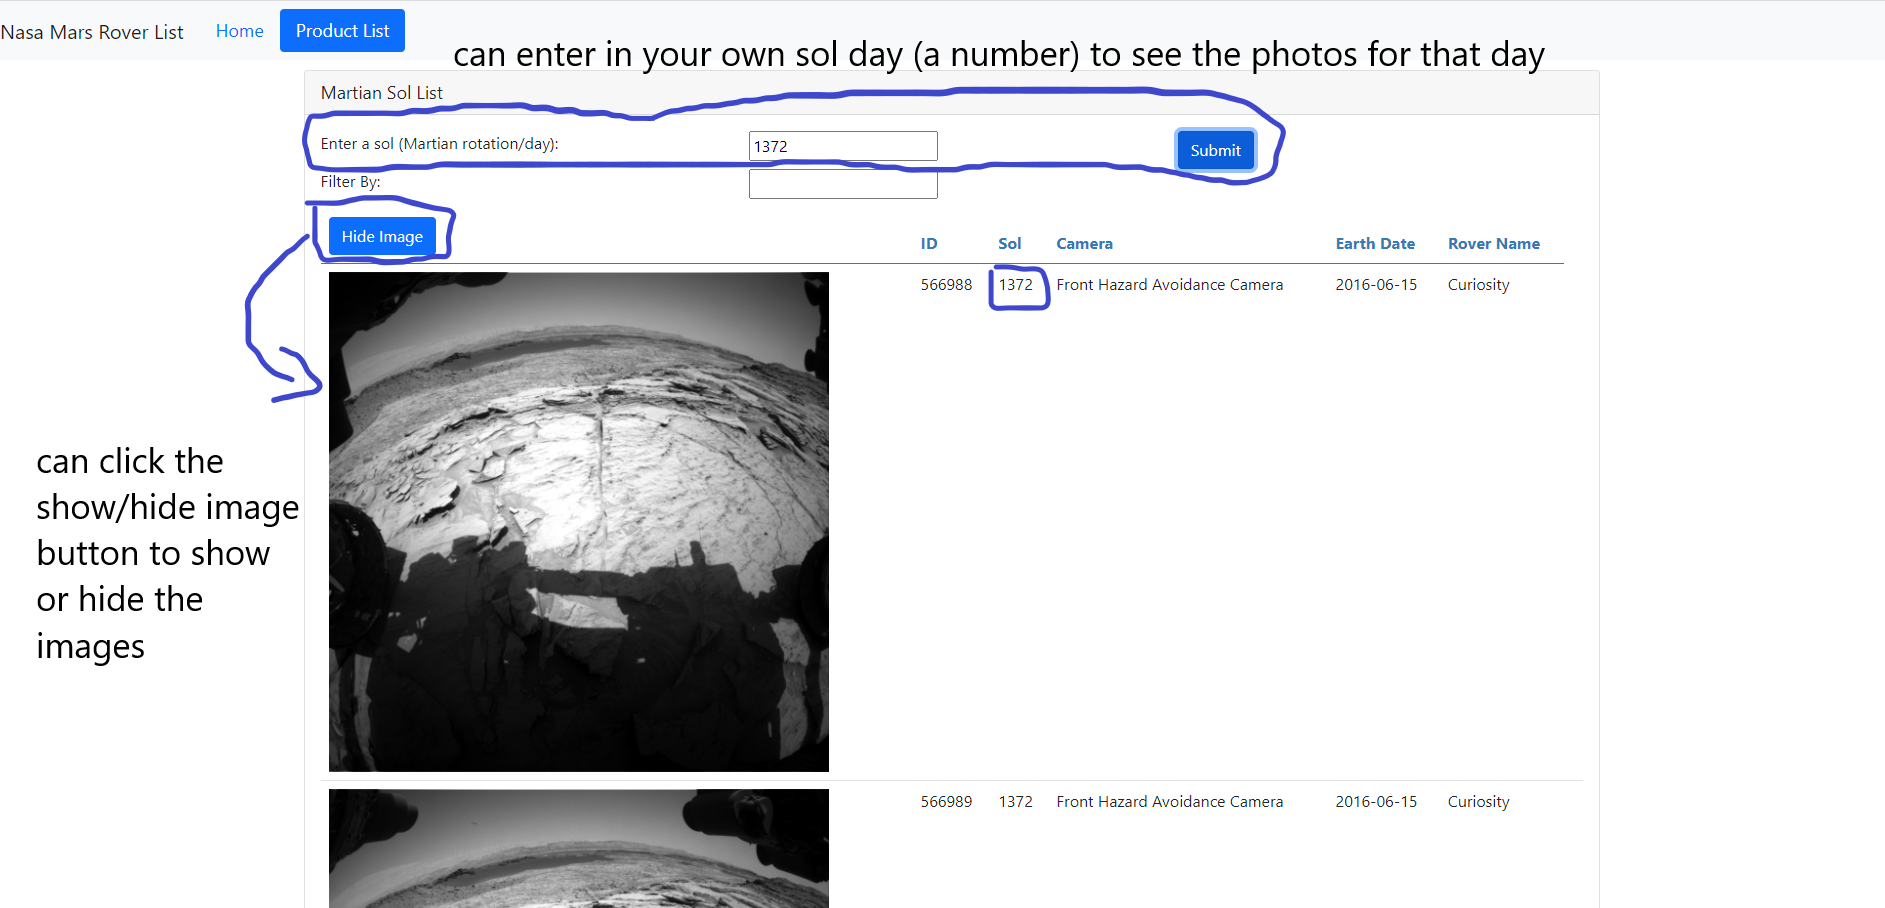 Nasa Mars Rover List Home Product List
can enter in your own sol day (a number) to see the photos for that day
Martian Sol List
Enter a sol (Martian rotation/day): 1372 Submit
Filter By:
Hide Image ID Sol Camera Earth Date Rover Name
566988 1372 Front Hazard Avoidance Camera 2016-06-15 Curiosity
can click the
show/hide image
button to show
or hide the
images
566989 1372 Front Hazard Avoidance Camera 2016-06-15 Curiosity